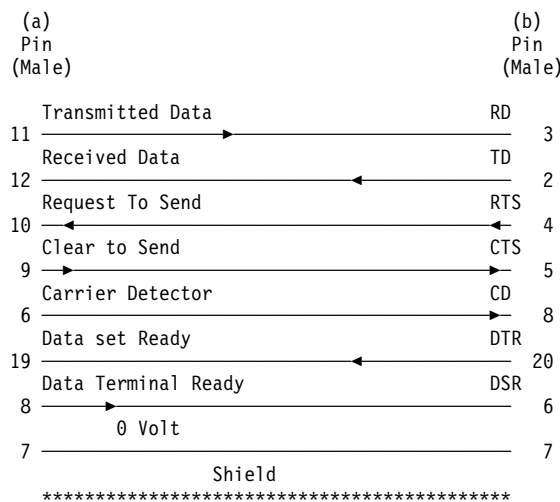 (a) (b)
Pin Pin
(Male) (Male)
Transmitted Data RD
11 3
Received Data TD
12 2
Request To Send RTS
10 4
Clear to Send CTS
9 5
Carrier Detector CD
6 8
Data set Ready DTR
19 20
Data Terminal Ready DSR
8 6
0 Volt
7 7
Shield
********************************************